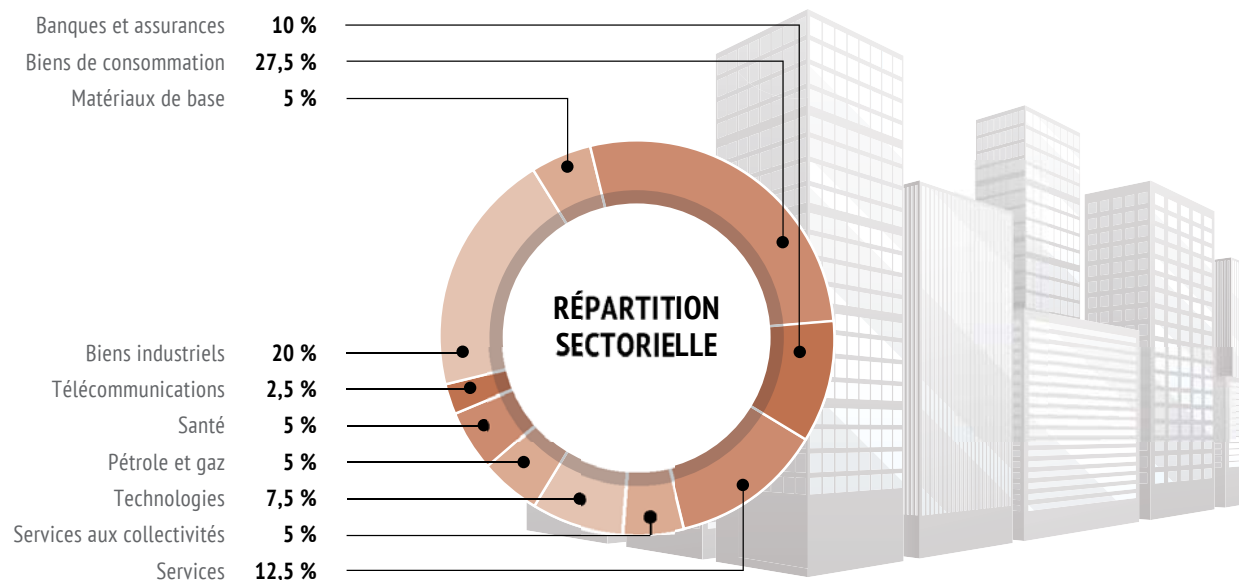 Banques et assurances 10 %
Biens de consommation 27,5 %
Matériaux de base 5 %
RÉPARTITION
SECTORIELLE
Biens industriels 20 %
Télécommunications 2,5 %
Santé 5 %
Pétrole et gaz 5 %
Technologies 7,5 %
Services aux collectivités 5 %
Services 12,5 %